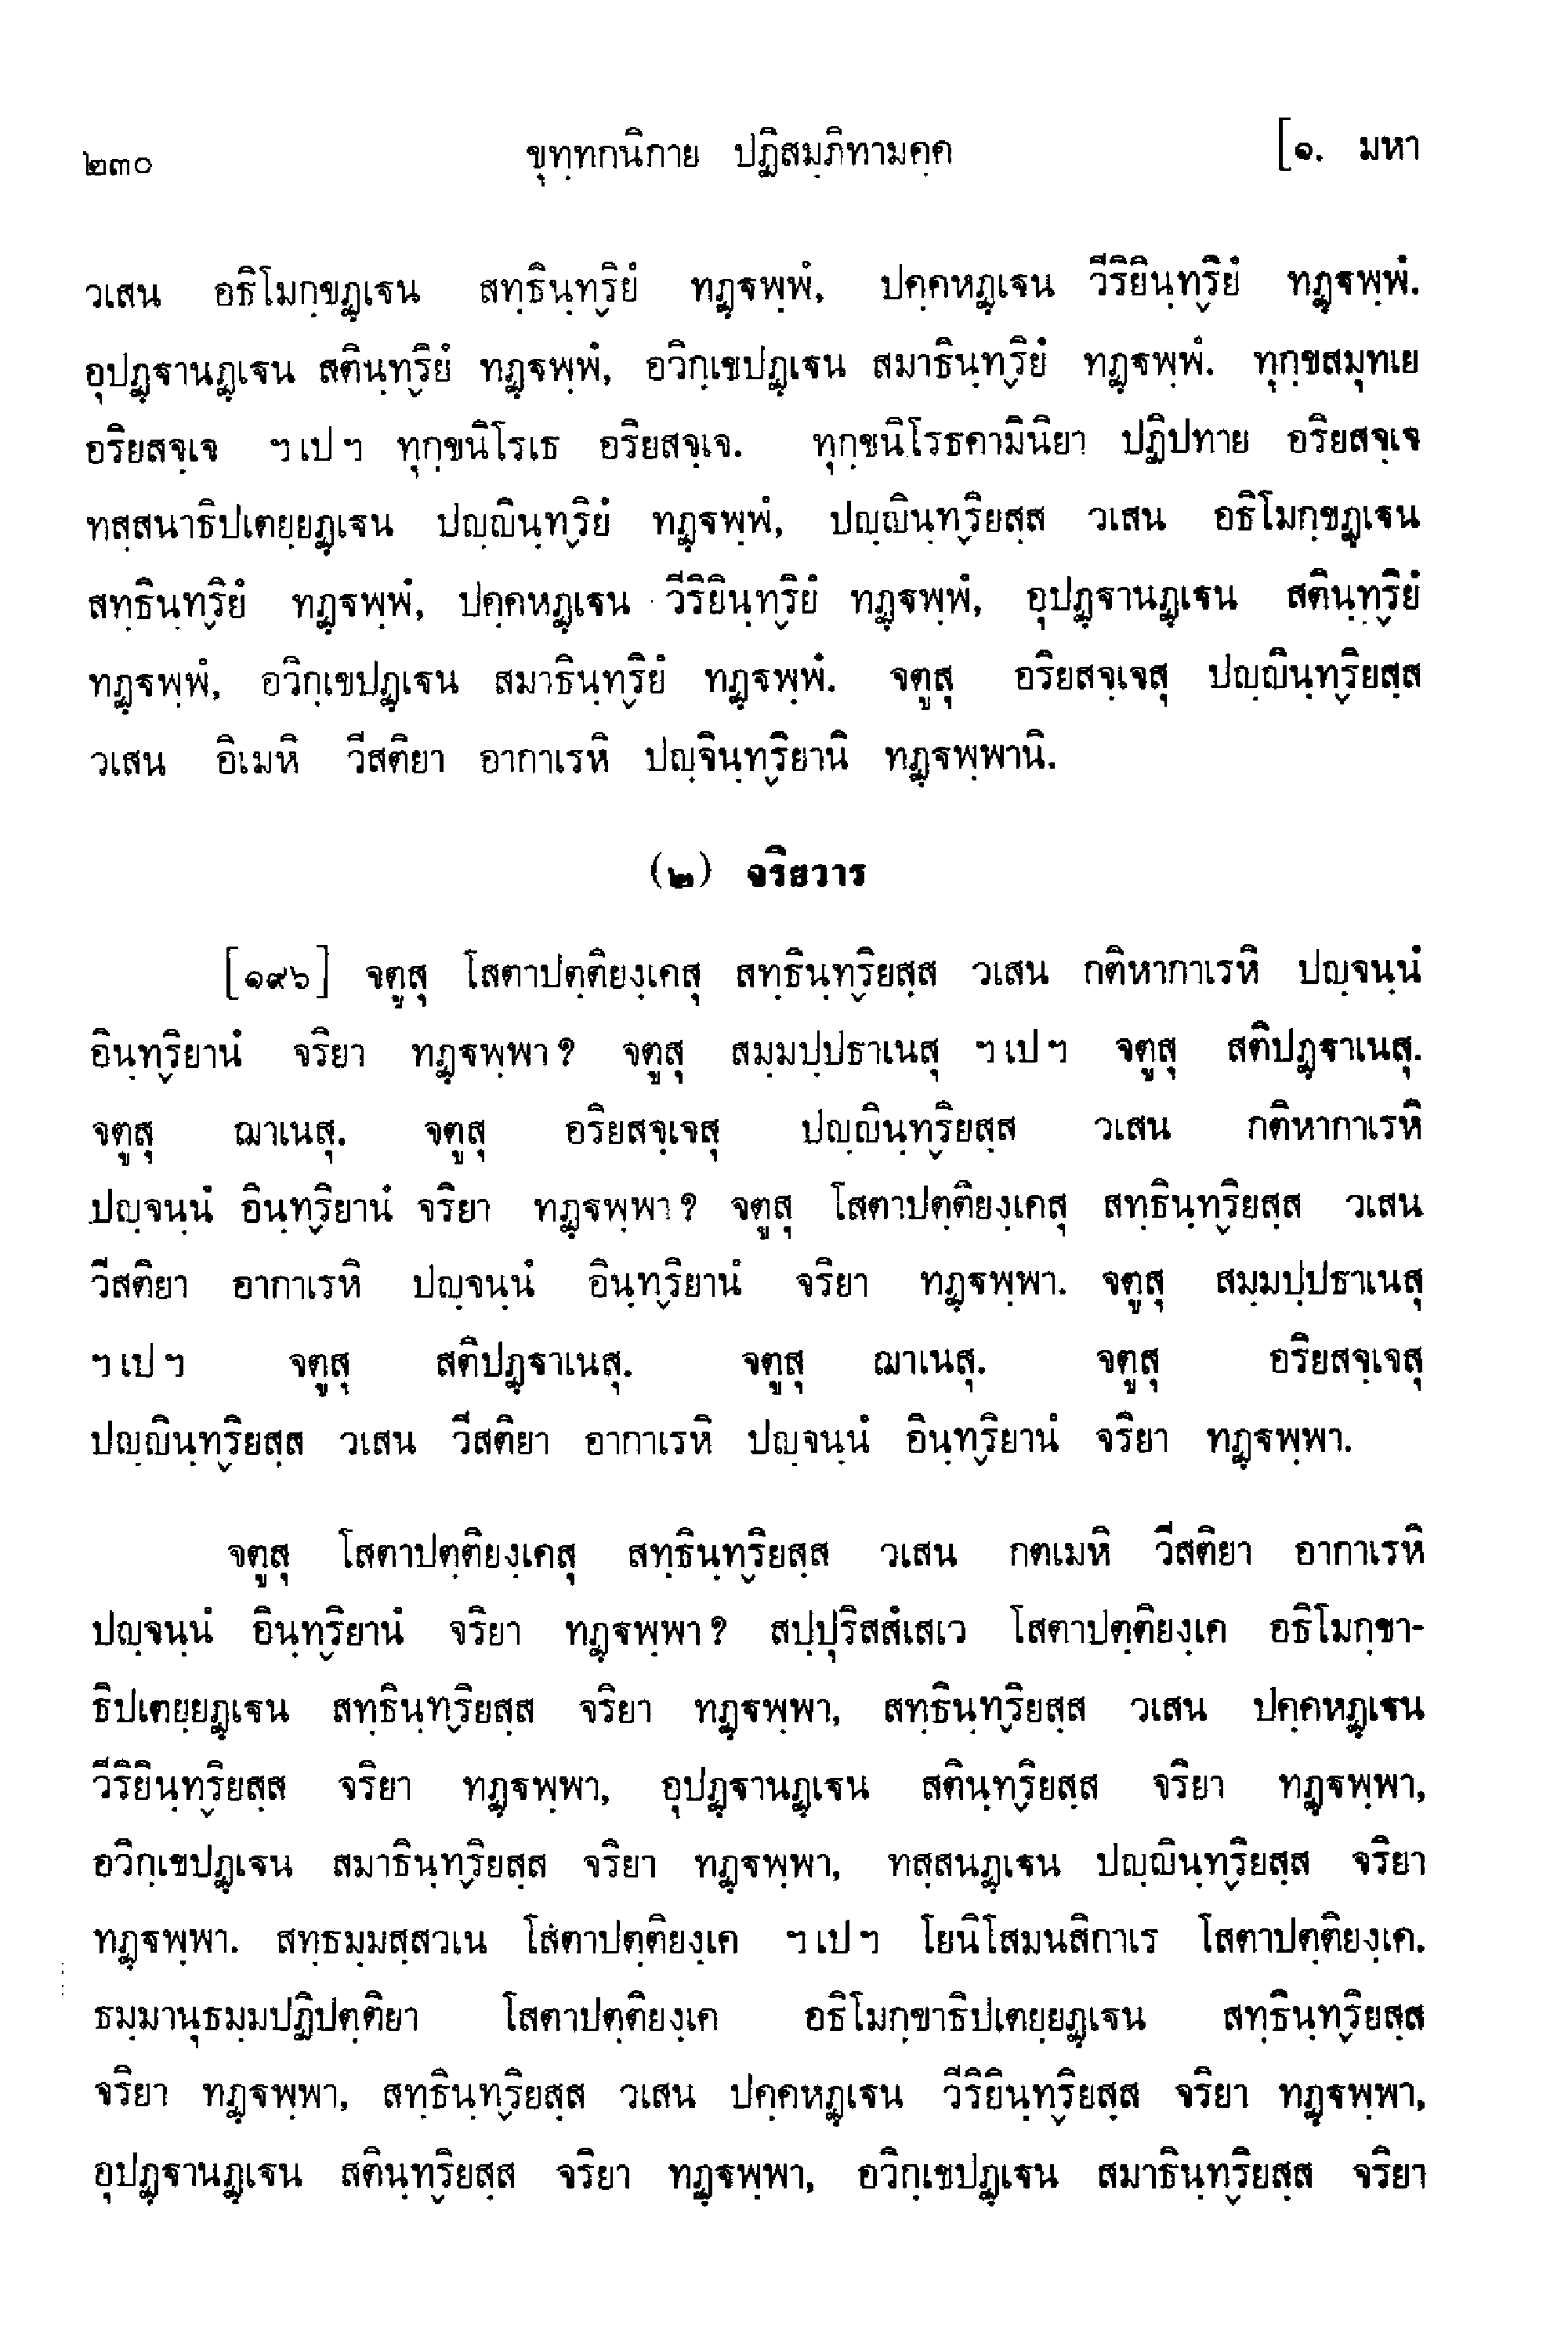 ๒๓๐ ขุทฺทกนิกาย ปฏิสมฺภิทามคฺค [๑. มหา
วเสน อธิโมกฺขฏฺเฐน สทฺธินฺทฺริยํ ทฏฺฐพฺพํ, ปคฺคหฏฺเฐน วีริยินฺทฺริยํ ทฏฺฐพฺพํ.
อุปฏฺฐานฏฺเฐน สตินฺทฺริยํ ทฏฺฐพฺพํ, อวิกฺเขปฏฺเฐน สมาธินฺทฺริยํ ทฏฺฐพฺพํ. ทุกฺขสมุทเย
อริยสจฺเจ ฯ เป ฯ ทุกฺขนิโรเธ อริยสจฺเจ. ทุกฺขนิโรธคามินิยา ปฏิปทาย อริยสจฺเจ
ทสฺสนาธิปเตยฺยฏฺเฐน ปญฺญินฺทฺริยํ ทฏฺฐพฺพํ, ปญฺญินฺทฺริยสฺส วเสน อธิโมกฺขฏฺเฐน
สทฺธินฺทฺริยํ ทฏฺฐพฺพํ, ปคฺคหฏฺเฐน วีริยินฺทฺริยํ ทฏฺฐพฺพํ, อุปฏฺฐานฏฺเฐน สตินฺทฺริยํ
ทฏฺฐพฺพํ, อวิกฺเขปฏฺเฐน สมาธินฺทฺริยํ ทฏฺฐพฺพํ. จตูสุ อริยสจฺเจสุ ปญฺญินฺทฺริยสฺส
วเสน อิเมหิ วีสติยา อากาเรหิ ปญฺจินฺทฺริยานิ ทฏฺฐพฺพานิ.
(๒) จริยวาร
[๑๙๖] จตูสุ โสตาปตฺติยงฺเคสุ สทฺธินฺทฺริยสฺส วเสน กติหากาเรหิ ปญฺจนฺนํ
อินฺทฺริยานํ จริยา ทฏฺฐพฺพา? จตูสุ สมฺมปฺปธาเนสุ ฯ เป ฯ จตูสุ สติปฏฺฐาเนสุ.
จตูสุ ฌาเนสุ. จตูสุ อริยสจฺเจสุ ปญฺญินฺทฺริยสฺส วเสน กติหากาเรหิ
ปญฺจนฺนํ อินฺทฺริยานํ จริยา ทฏฺฐพฺพา? จตูสุ โสตาปตฺติยงฺเคสุ สทฺธินฺทฺริยสฺส วเสน
วีสติยา อากาเรหิ ปญฺจนฺนํ อินฺทฺริยานํ จริยา ทฏฺฐพฺพา. จตูสุ สมฺมปฺปธาเนสุ
ฯ เป ฯ จตูสุ สติปฏฺฐาเนสุ. จตูสุ ฌาเนสุ. จตูสุ อริยสจฺเจสุ
ปญฺญินฺทฺริยสฺส วเสน วีสติยา อากาเรหิ ปญฺจนฺนํ อินฺทฺริยานํ จริยา ทฏฺฐพฺพา.
จตูสุ โสตาปตฺติยงฺเคสุ สทฺธินฺทฺริยสฺส วเสน กตเมหิ วีสติยา อากาเรหิ
ปญฺจนฺนํ อินฺทฺริยานํ จริยา ทฏฺฐพฺพา? สปฺปุริสสํเสเว โสตาปตฺติยงฺเค อธิโมกฺขา-
ธิปเตยฺยฏฺเฐน สทฺธินฺทฺริยสฺส จริยา ทฏฺฐพฺพา, สทฺธินฺทฺริยสฺส วเสน ปคฺคหฏฺเฐน
วีริยินฺทฺริยสฺส จริยา ทฏฺฐพฺพา, อุปฏฺฐานฏฺเฐน สตินฺทฺริยสฺส จริยา ทฏฺฐพฺพา,
อวิกฺเขปฏฺเฐน สมาธินฺทฺริยสฺส จริยา ทฏฺฐพฺพา, ทสฺสนฏฺเฐน ปญฺญินฺทฺริยสฺส จริยา
ทฏฺฐพฺพา. สทฺธมฺมสฺสวเน โสตาปตฺติยงฺเค ฯ เป ฯ โยนิโสมนสิกาเร โสตาปตฺติยงฺเค.
ธมฺมานุธมฺมปฏิปตฺติยา โสตาปตฺติยงฺเค อธิโมกฺขาธิปเตยฺยฏฺเฐน สทฺธินฺทฺริยสฺส
จริยา ทฏฺฐพฺพา, สทฺธินฺทฺริยสฺส วเสน ปคฺคหฏฺเฐน วีริยินฺทฺริยสฺส จริยา ทฏฺฐพฺพา,
อุปฏฺฐานฏฺเฐน สตินฺทฺริยสฺส จริยา ทฏฺฐพฺพา, อวิกฺเขปฏฺเฐน สมาธินฺทฺริยสฺส จริยา